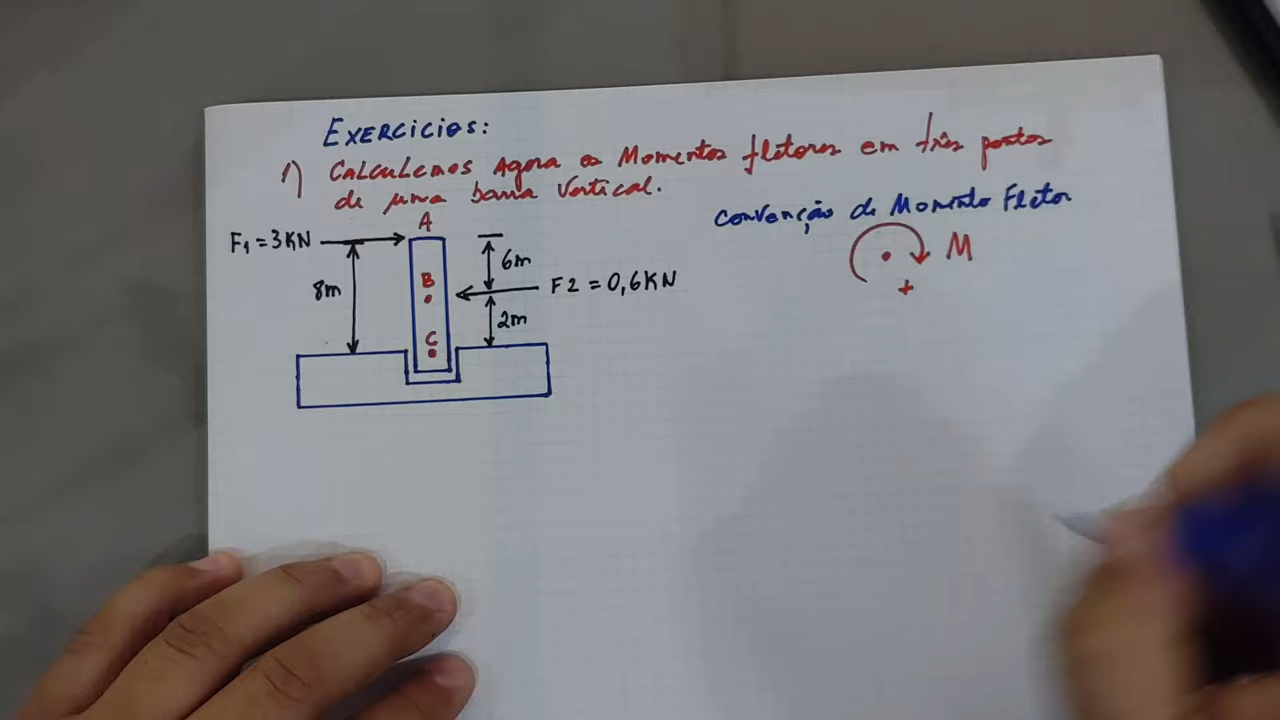 EXERCICIOS:
1) CALCULEMOS AGORA os Momentos fletores em três pontos
de uma barra Vertical.
Convenção de Momento Fletor
A
F1 = 3KN
6m
M
8m
B
F2 = 0,6KN
+
2m
C